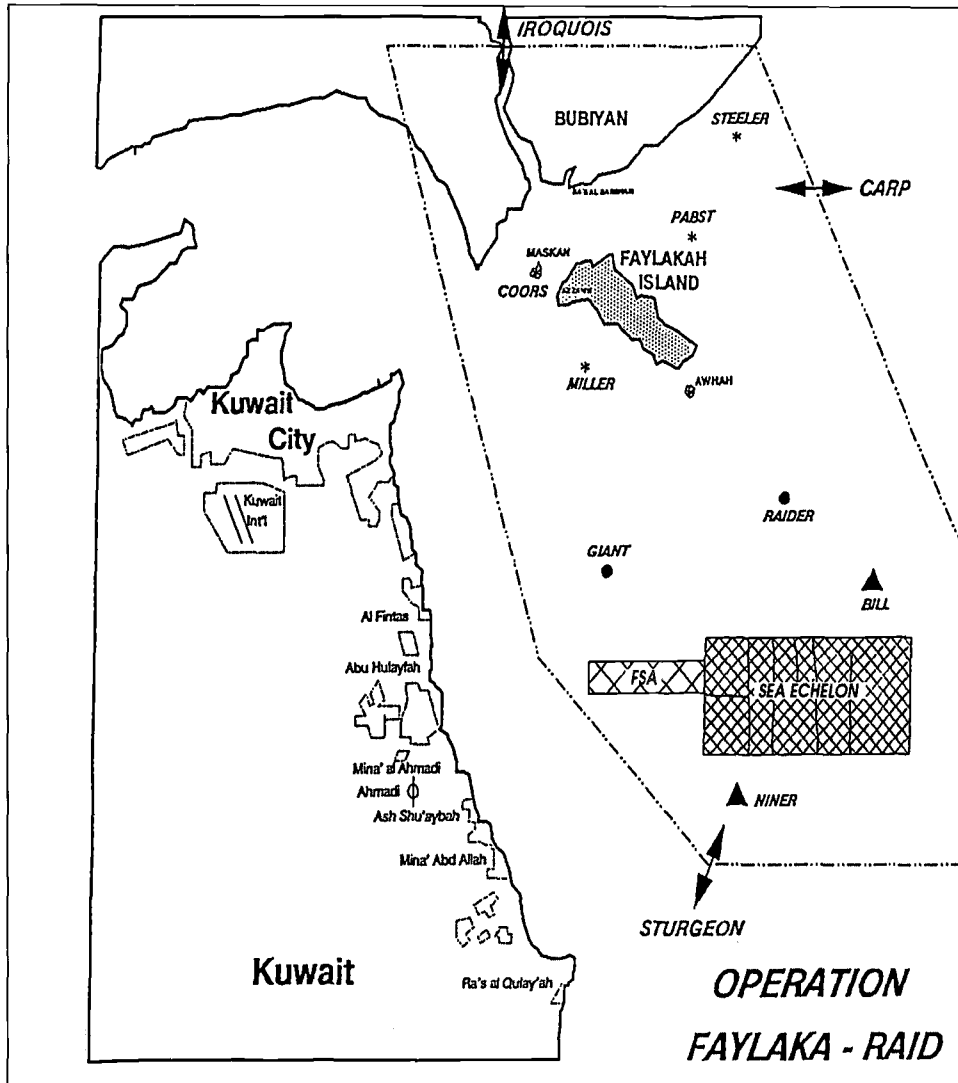 IROQUOIS
BUBIYAN
STEELER
CARP
PABST
MASKAN
FAYLAKAH
ISLAND
COORS
AZ ZAWR
MILLER
AWHAH
Kuwait
City
Kuwait
Int'l
RAIDER
GIANT
BILL
Al Fintas
Abu Hulayfah
FSA
SEA ECHELON
Mina' al Ahmadi
Ahmadi
NINER
Ash Shu'aybah
Mina' Abd Allah
STURGEON
Kuwait
Ra's al Qulay'ah
OPERATION
FAYLAKA - RAID